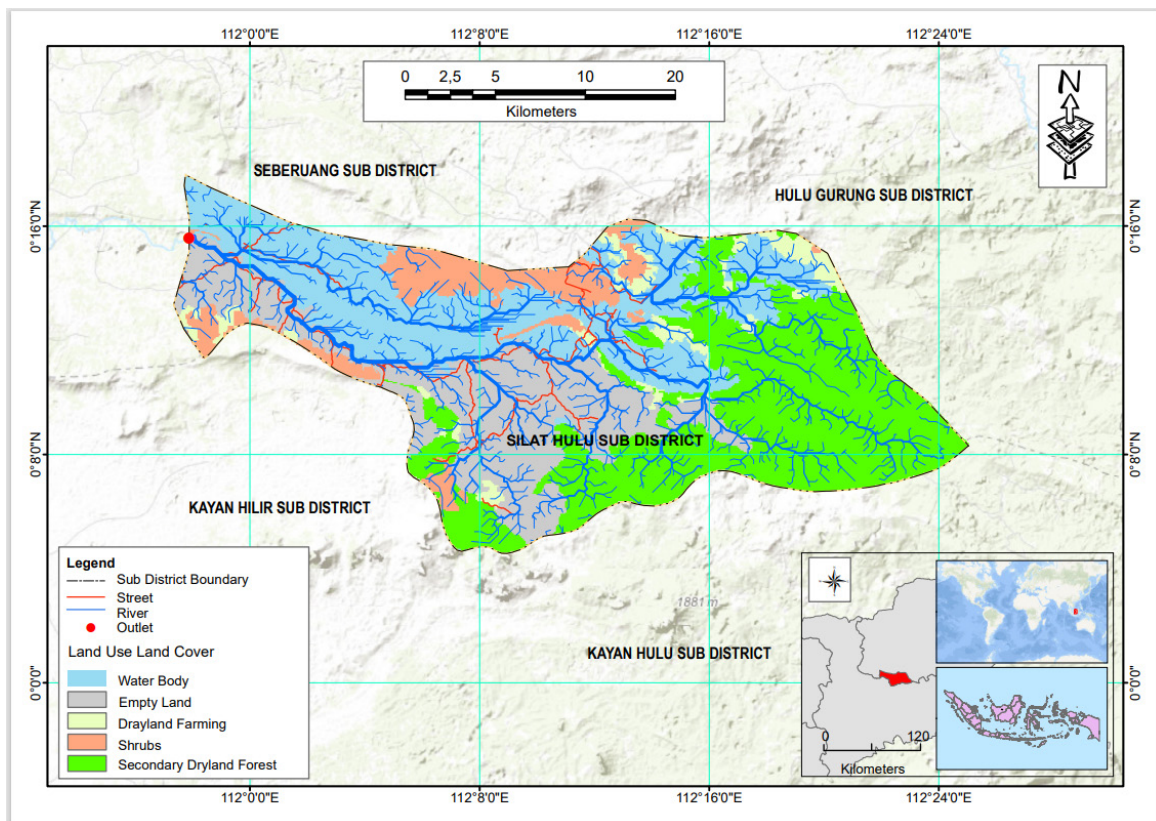 112°0'0"E
112°8'0"E
112°16'0"E
112°24'0"E
0 2,5 5 10 20
Kilometers
N
SEBERUANG SUB DISTRICT
HULU GURUNG SUB DISTRICT
0°16'0"N
0°16'0"N
SILAT HULU SUB DISTRICT
0°8'0"N
0°8'0"N
KAYAN HILIR SUB DISTRICT
1881 m
KAYAN HULU SUB DISTRICT
0°0'0"
0°0'0"
Legend
Sub District Boundary
Street
River
Outlet
Land Use Land Cover
Water Body
Empty Land
Drayland Farming
Shrubs
Secondary Dryland Forest
0 120
Kilometers
112°0'0"E
112°8'0"E
112°16'0"E
112°24'0"E